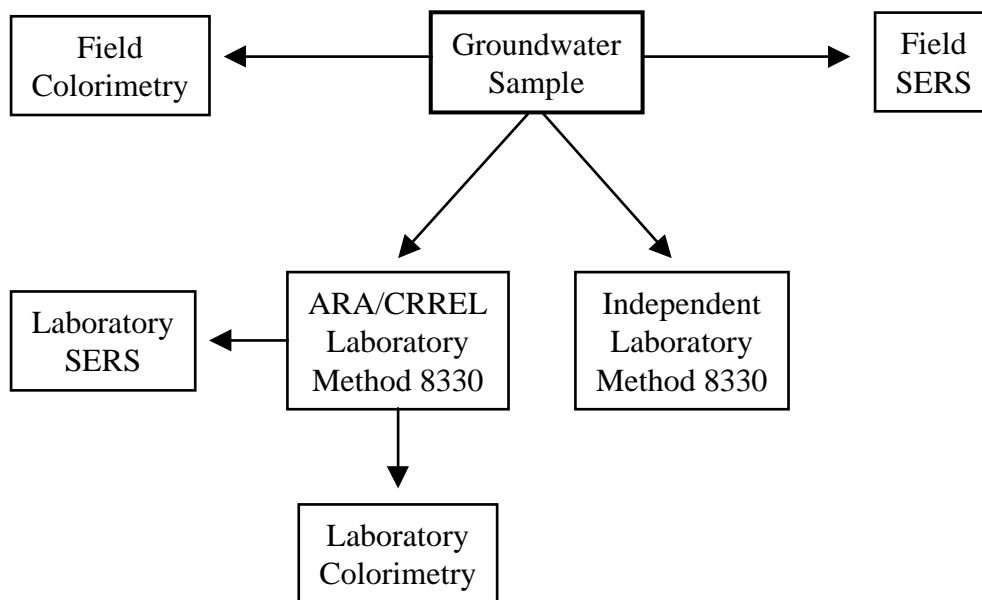 Field
Colorimetry
Groundwater
Sample
Field
SERS
Laboratory
SERS
ARA/CRREL
Laboratory
Method 8330
Independent
Laboratory
Method 8330
Laboratory
Colorimetry